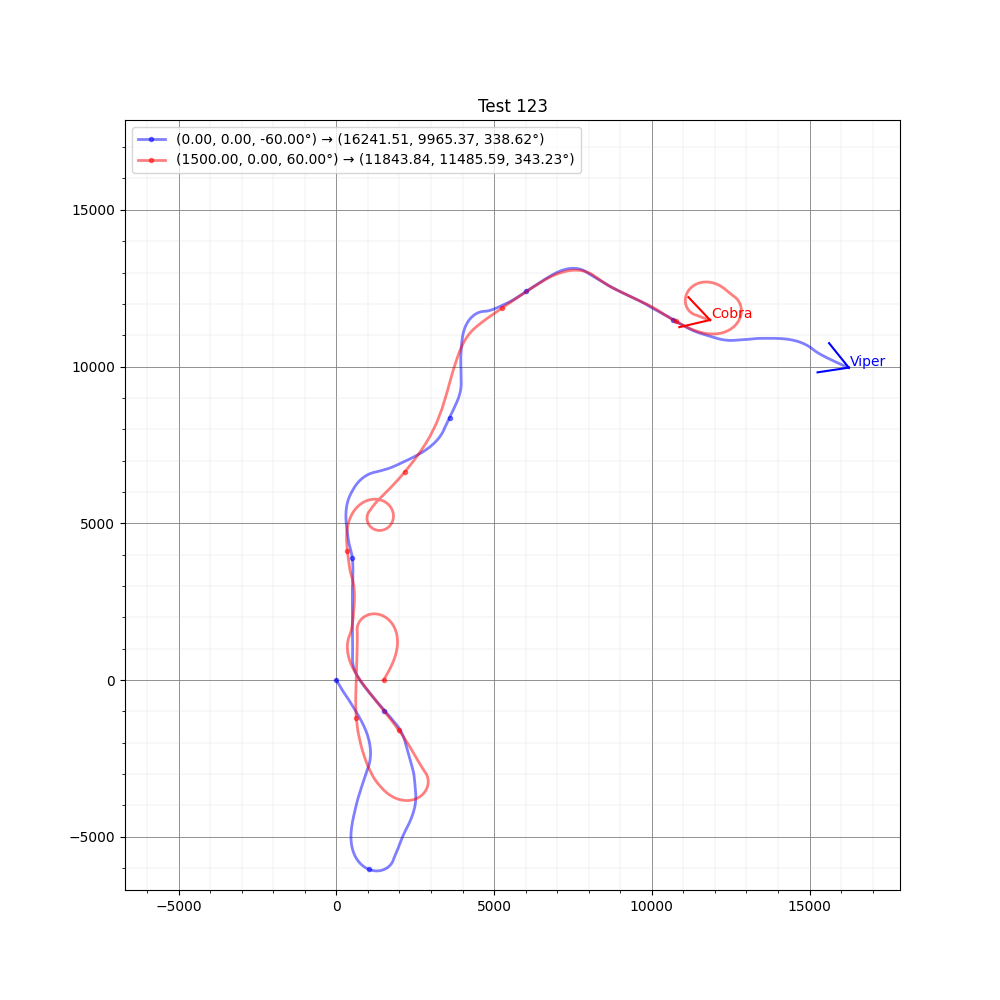 Test 123
(0.00, 0.00, -60.00°) → (16241.51, 9965.37, 338.62°)
(1500.00, 0.00, 60.00°) → (11843.84, 11485.59, 343.23°)
15000
10000
5000
0
−5000
Cobra
Viper
−5000 0 5000 10000 15000